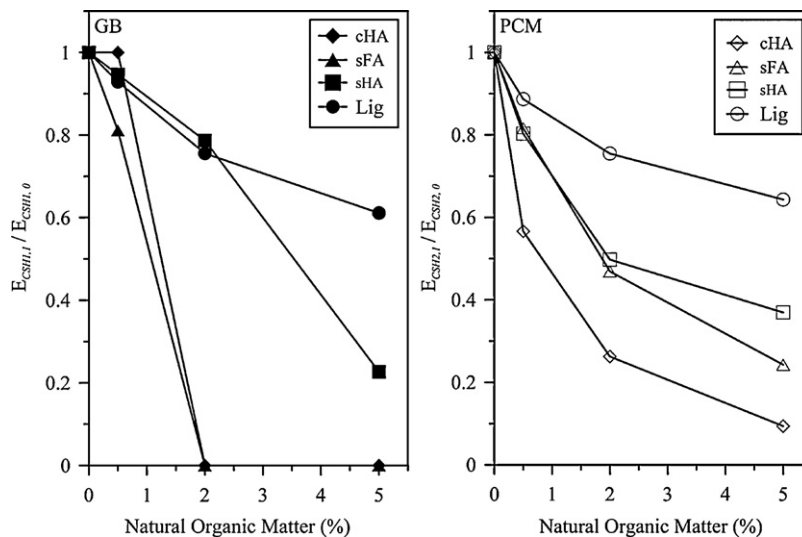 GB
cHA
sFA
sHA
Lig
1
0.8
0.6
0.4
0.2
0
0 1 2 3 4 5
Natural Organic Matter (%)
E_CSH1,1 / E_CSH1,0
PCM
cHA
sFA
sHA
Lig
1
0.8
0.6
0.4
0.2
0
0 1 2 3 4 5
Natural Organic Matter (%)
E_CSH2,1 / E_CSH2,0